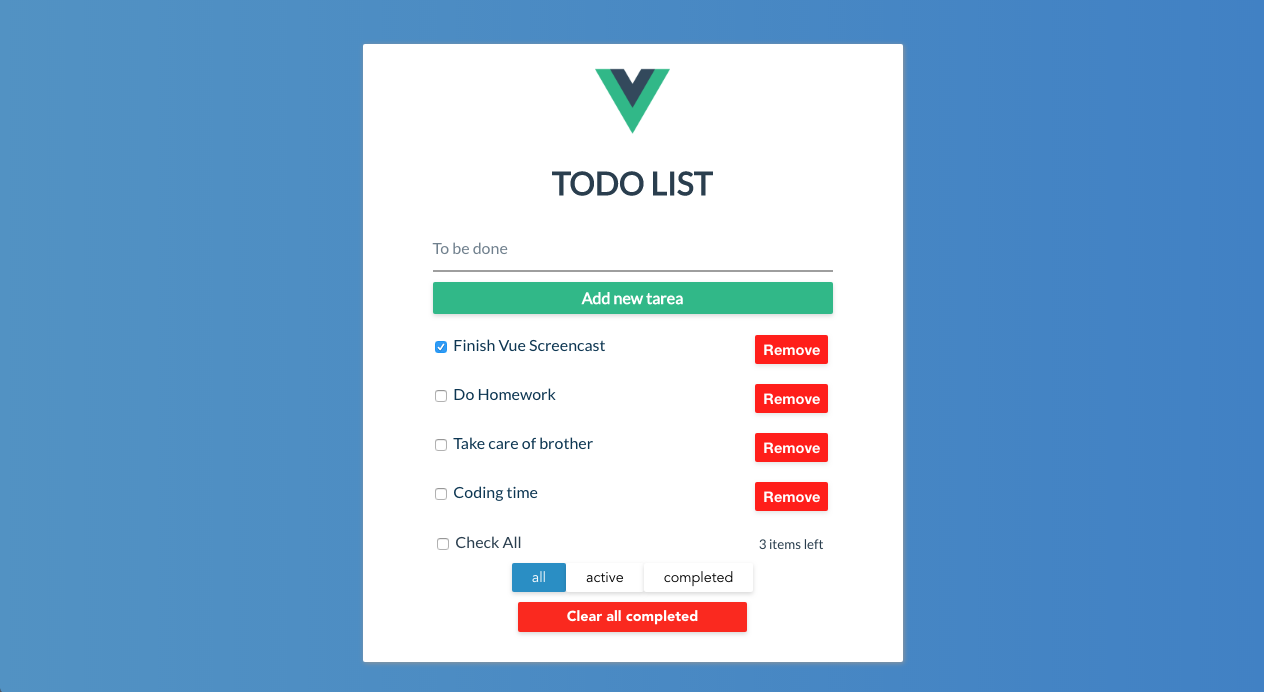 TODO LIST
To be done
Add new tarea
Finish Vue Screencast Remove
Do Homework Remove
Take care of brother Remove
Coding time Remove
Check All 3 items left
all active completed
Clear all completed